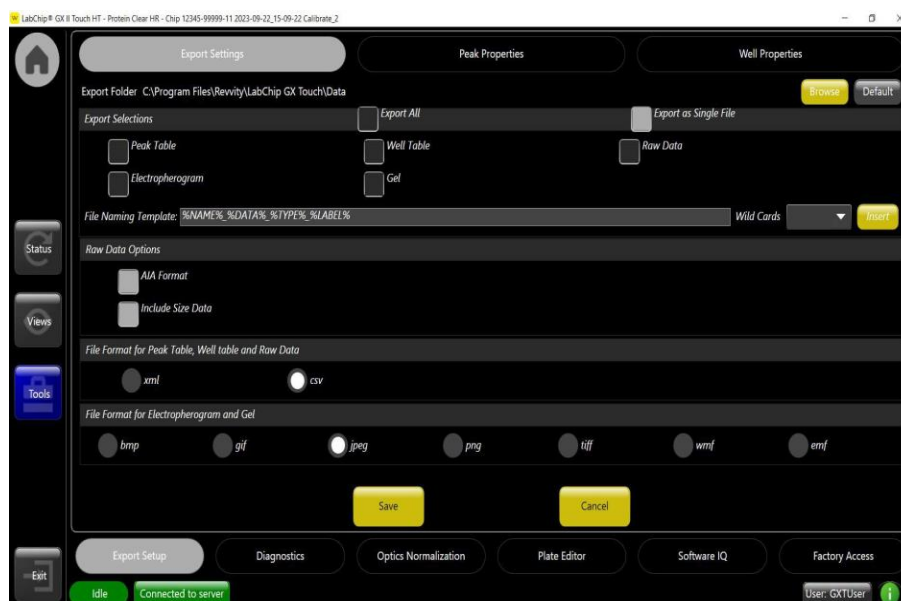 LabChip® GX II Touch HT - Protein Clear HR - Chip 12345-99999-11 2023-09-22_15-09-22 Calibrate_2
Export Settings
Peak Properties
Well Properties
Export Folder C:\Program Files\Revvity\LabChip GX Touch\Data
Browse
Default
Export Selections
Export All
Export as Single File
Peak Table
Well Table
Raw Data
Electropherogram
Gel
File Naming Template: %NAME%_%DATA%_%TYPE%_%LABEL%
Wild Cards
Insert
Status
Raw Data Options
AIA Format
Include Size Data
Views
File Format for Peak Table, Well table and Raw Data
xml
csv
Tools
File Format for Electropherogram and Gel
bmp
gif
jpeg
png
tiff
wmf
emf
Save
Cancel
Export Setup
Diagnostics
Optics Normalization
Plate Editor
Software IQ
Factory Access
Exit
Idle
Connected to server
User: GXTUser